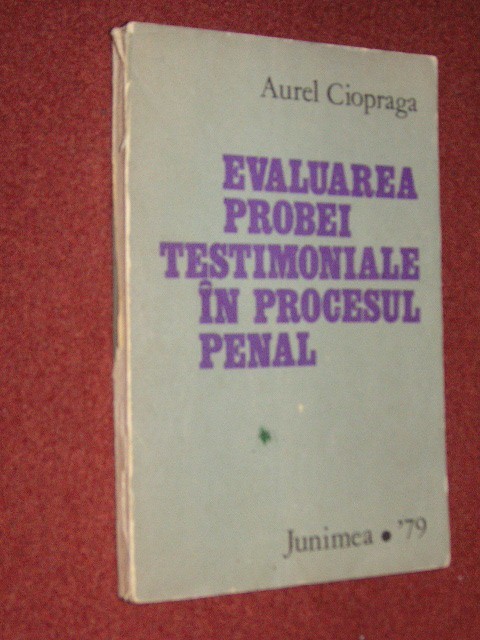 Aurel Ciopraga
EVALUAREA
PROBEI
TESTIMONIALE
ÎN PROCESUL
PENAL
Junimea • '79